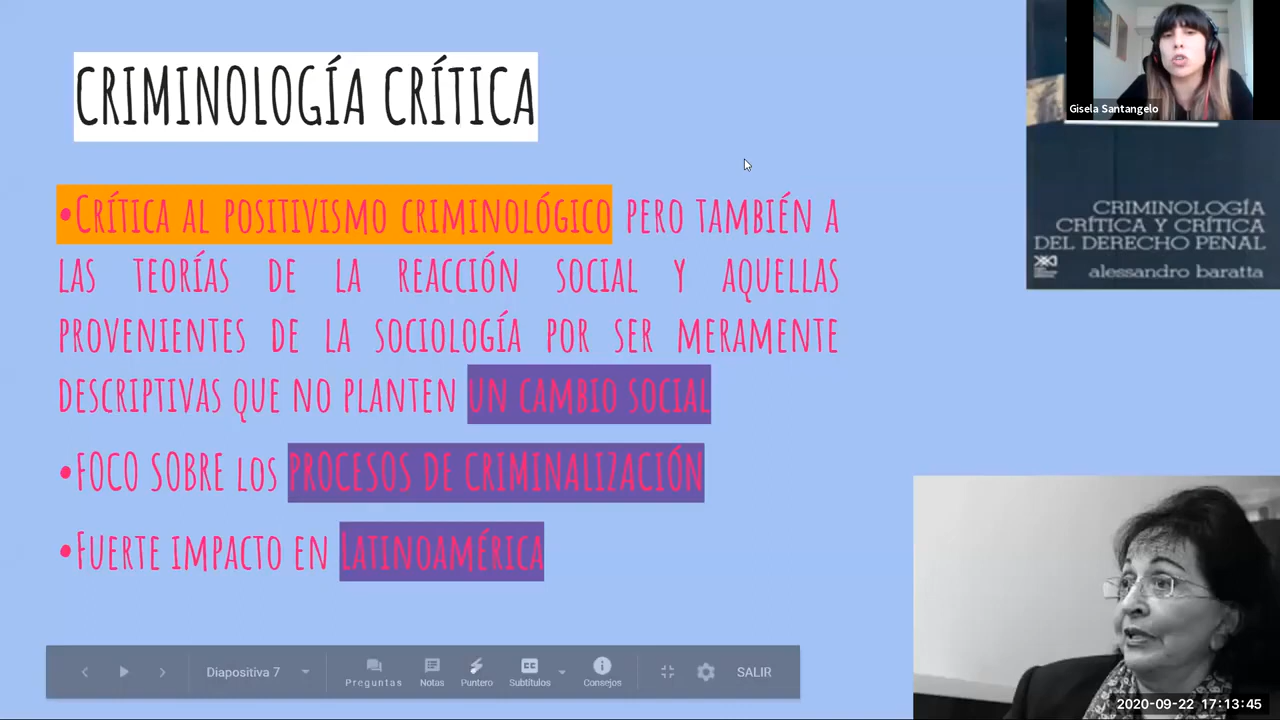 CRIMINOLOGÍA CRÍTICA
•CRÍTICA AL POSITIVISMO CRIMINOLÓGICO PERO TAMBIÉN A
LAS TEORÍAS DE LA REACCIÓN SOCIAL Y AQUELLAS
PROVENIENTES DE LA SOCIOLOGÍA POR SER MERAMENTE
DESCRIPTIVAS QUE NO PLANTEN UN CAMBIO SOCIAL
•FOCO SOBRE LOS PROCESOS DE CRIMINALIZACIÓN
•FUERTE IMPACTO EN LATINOAMÉRICA
Gisela Santangelo
CRIMINOLOGÍA
CRÍTICA Y CRÍTICA
DEL DERECHO PENAL
alessandro baratta
Diapositiva 7
Preguntas
Notas
Puntero
Subtítulos
Consejos
SALIR
2020-09-22 17:13:45